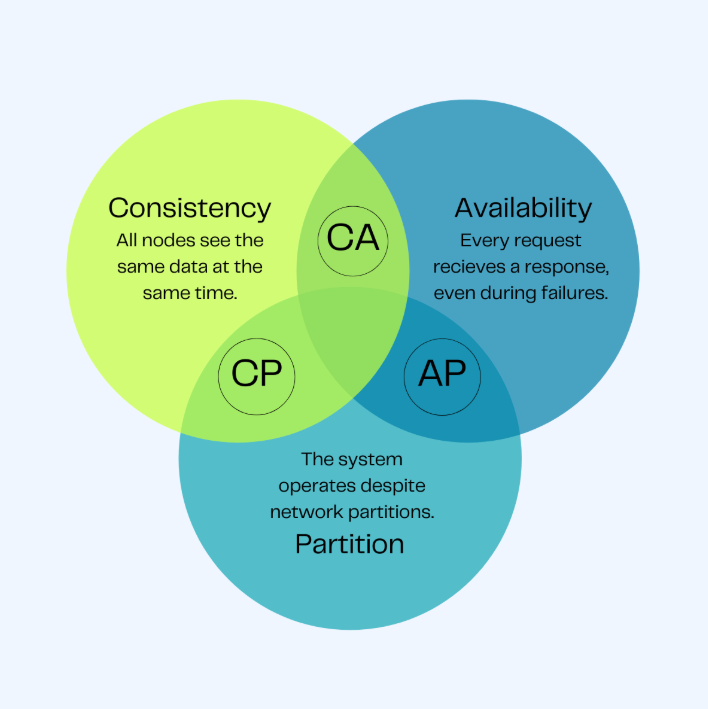 Consistency
All nodes see the
same data at the
same time.
CA
Availability
Every request
recieves a response,
even during failures.
CP
AP
The system
operates despite
network partitions.
Partition